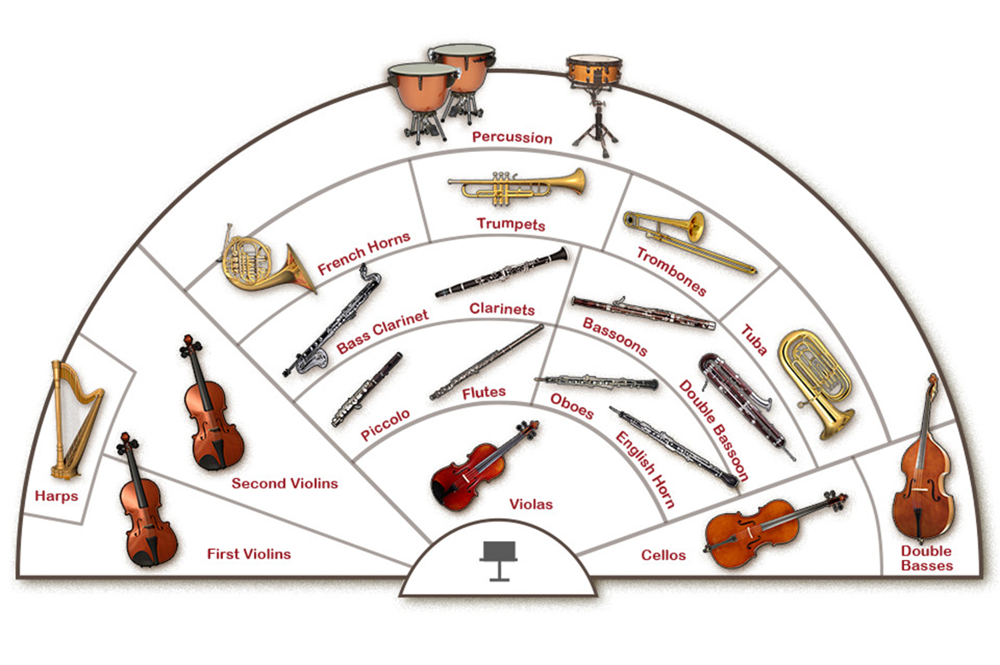 Percussion
Trumpets
French Horns
Trombones
Clarinets
Bass Clarinet
Bassoons
Tuba
Flutes
Piccolo
Oboes
Double Bassoon
English Horn
Second Violins
Harps
Violas
First Violins
Cellos
Double
Basses